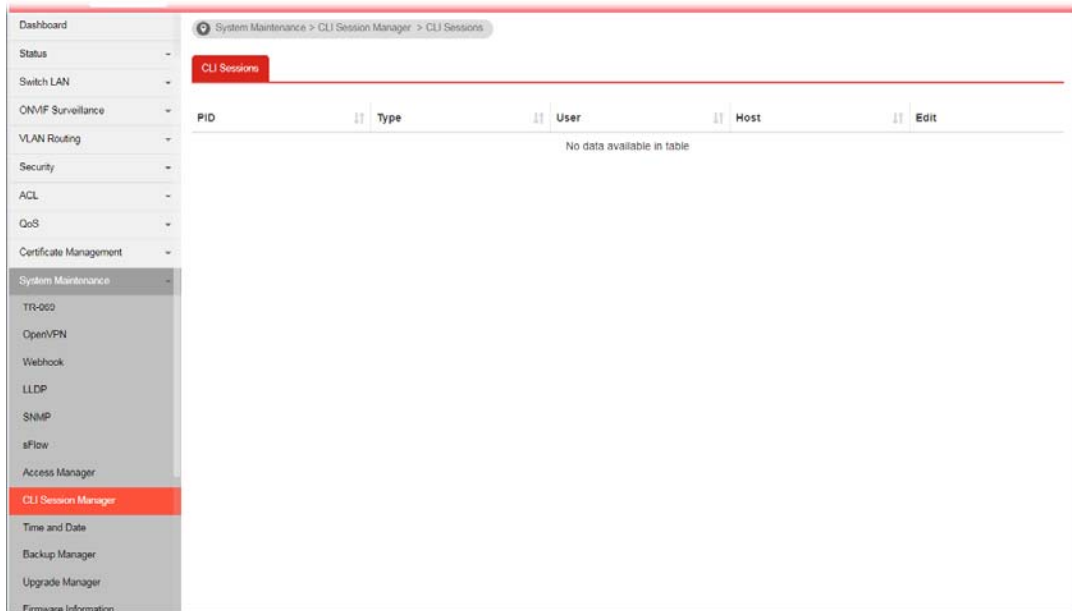 Dashboard
Status
Switch LAN
ONVIF Surveillance
VLAN Routing
Security
ACL
QoS
Certificate Management
System Maintenance
TR-069
OpenVPN
Webhook
LLDP
SNMP
sFlow
Access Manager
CLI Session Manager
Time and Date
Backup Manager
Upgrade Manager
Firmware Information
System Maintenance > CLI Session Manager > CLI Sessions
CLI Sessions
PID Type User Host Edit
No data available in table